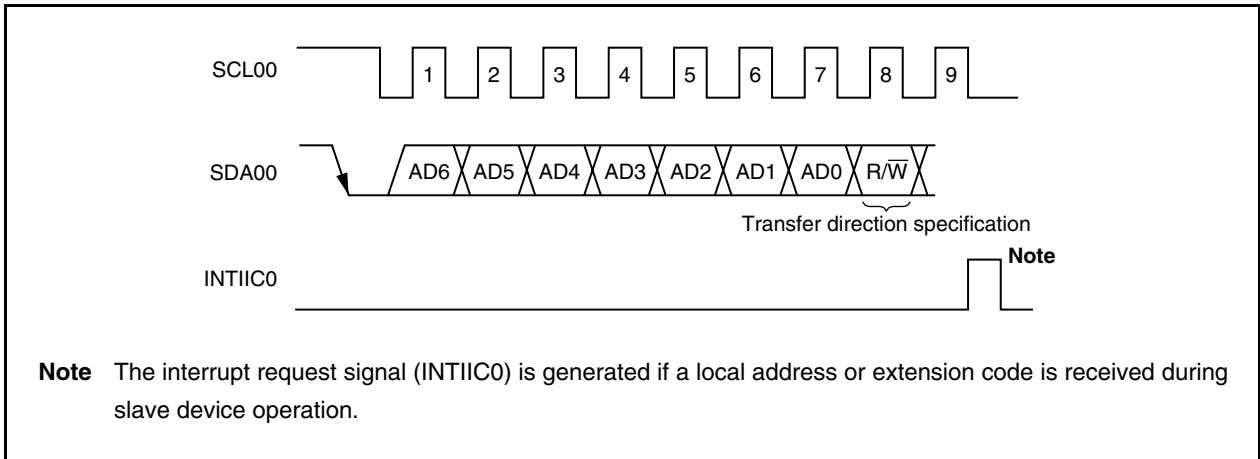 SCL00 1 2 3 4 5 6 7 8 9
SDA00 AD6 AD5 AD4 AD3 AD2 AD1 AD0 R/W̅
Transfer direction specification
INTIIC0 Note
Note The interrupt request signal (INTIIC0) is generated if a local address or extension code is received during
slave device operation.